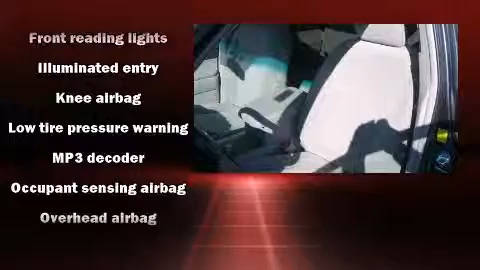 Front reading lights
Illuminated entry
Knee airbag
Low tire pressure warning
MP3 decoder
Occupant sensing airbag
Overhead airbag